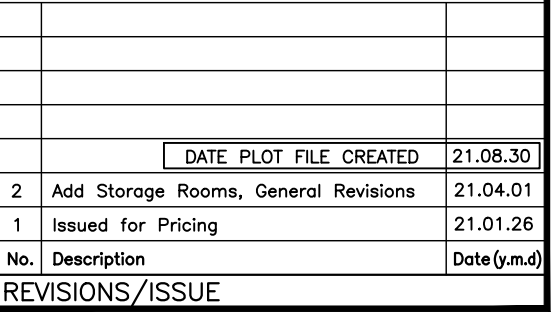 DATE PLOT FILE CREATED 21.08.30
2 Add Storage Rooms, General Revisions 21.04.01
1 Issued for Pricing 21.01.26
No. Description Date (y.m.d)
REVISIONS/ISSUE